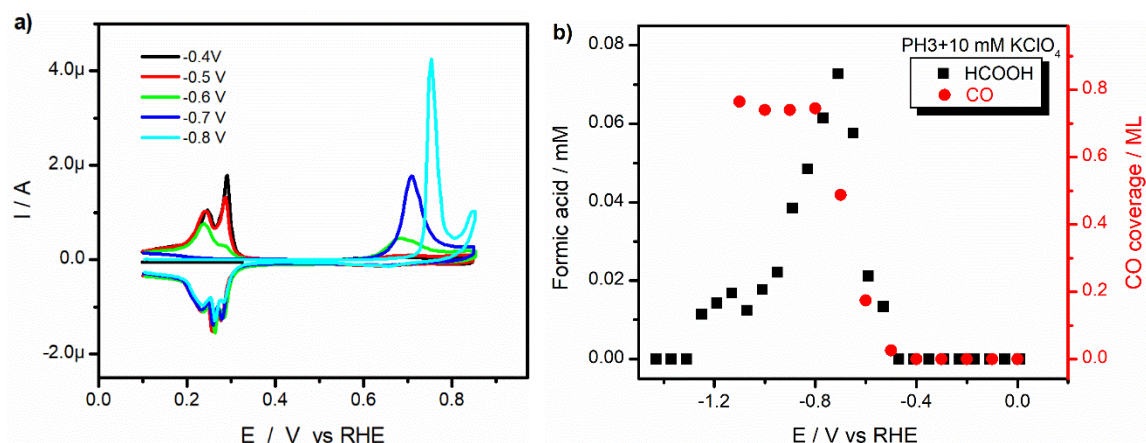 a)
-0.4V
-0.5 V
-0.6 V
-0.7 V
-0.8 V
4.0µ
2.0µ
0.0
-2.0µ
I / A
0.0 0.2 0.4 0.6 0.8
E / V vs RHE
b)
PH3+10 mM KClO4
HCOOH
CO
0.08
0.06
0.04
0.02
0.00
Formic acid / mM
0.8
0.6
0.4
0.2
0.0
CO coverage / ML
-1.2 -0.8 -0.4 0.0
E / V vs RHE